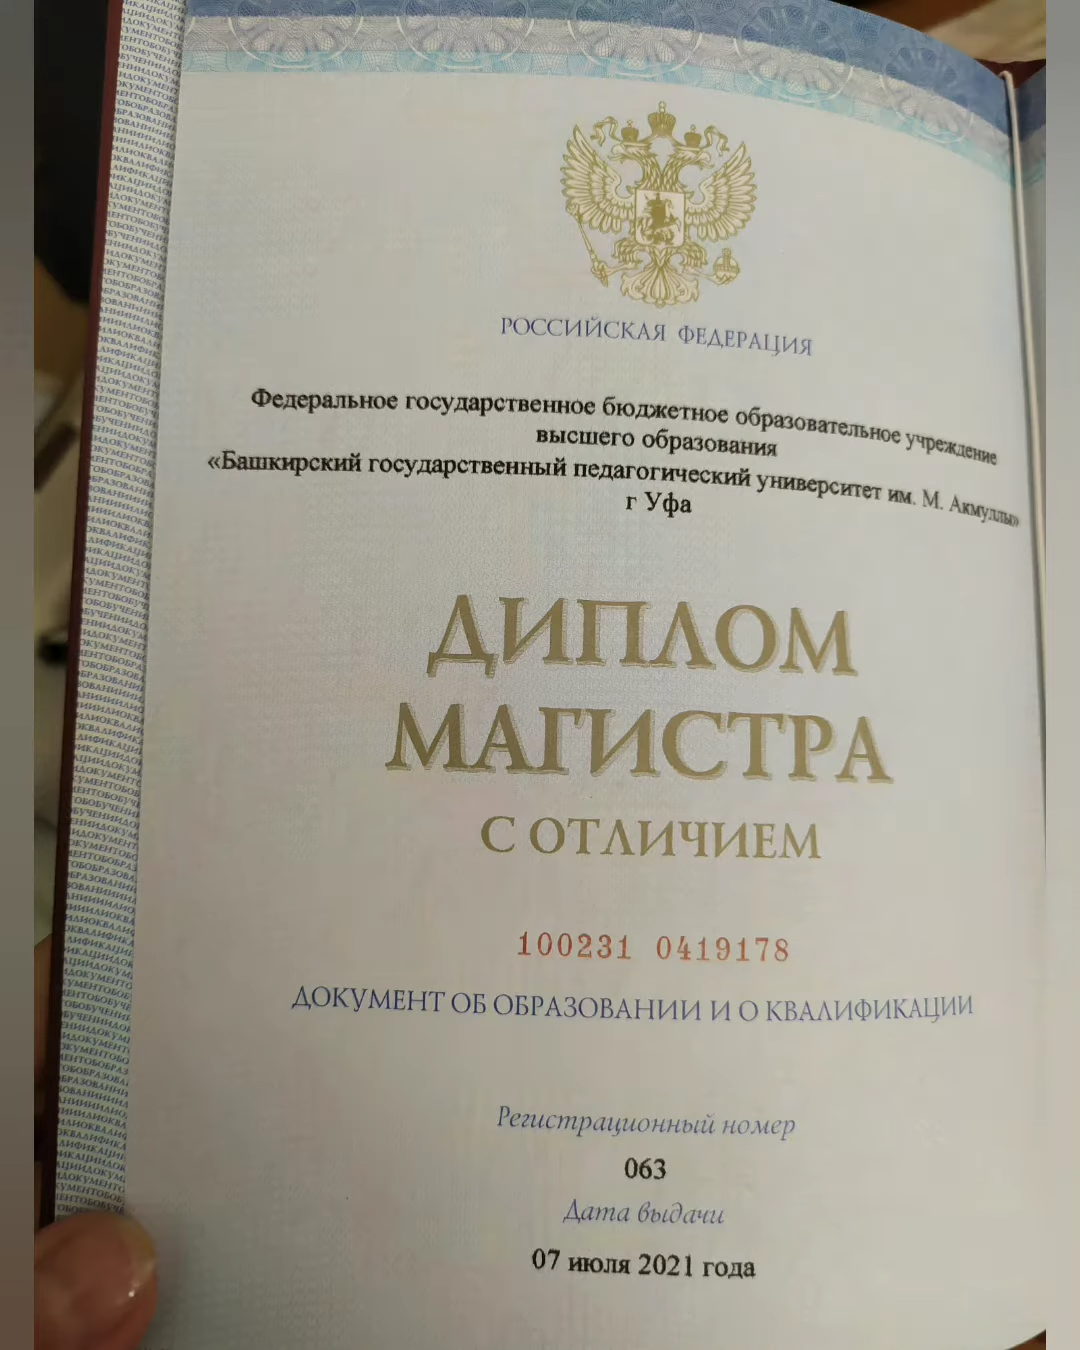 РОССИЙСКАЯ ФЕДЕРАЦИЯ
Федеральное государственное бюджетное образовательное учреждение
высшего образования
«Башкирский государственный педагогический университет им. М. Акмуллы»
г Уфа
ДИПЛОМ
МАГИСТРА
С ОТЛИЧИЕМ
100231 0419178
ДОКУМЕНТ ОБ ОБРАЗОВАНИИ И О КВАЛИФИКАЦИИ
Регистрационный номер
063
Дата выдачи
07 июля 2021 года